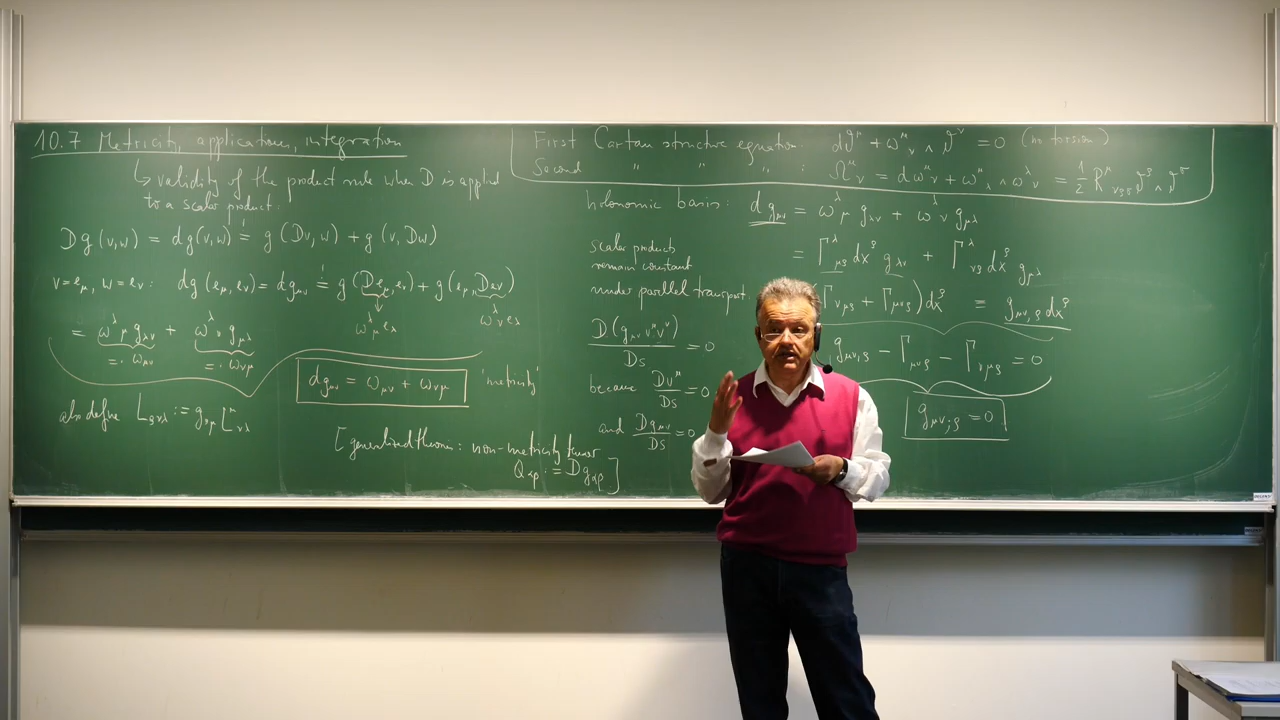 10.7 Metricity, applications, integration
↳ validity of the product rule when D is applied
to a scalar product:
Dg(v,w) = dg(v,w) = g(Dv,w) + g(v,Dw)
v=e_μ, w=e_ν: dg(e_μ,e_ν) = dg_μν = g(De_μ,e_ν) + g(e_μ,De_ν)
ω^λ_μ e_λ ω^λ_ν e_λ
= ω^λ_μ g_λν + ω^λ_ν g_μλ
=: ω_μν =: ω_νμ
dg_μν = ω_μν + ω_νμ 'metricity'
also define
[generalized theories: non-metricity tensor
Q_αβ := Dg_αβ]
First Cartan structure equation: dϑ^μ + ω^μ_ν ∧ ϑ^ν = 0 (no torsion)
Second " " " : Ω^μ_ν = dω^μ_ν + ω^μ_λ ∧ ω^λ_ν = 1/2 R^μ_νρσ ϑ^ρ ∧ ϑ^σ
holonomic basis: dg_μν = ω^λ_μ g_λν + ω^λ_ν g_μλ
= Γ^λ_μρ dx^ρ g_λν + Γ^λ_νρ dx^ρ g_μλ
Γ_νμρ + Γ_μνρ) dx^ρ = g_μν,ρ dx^ρ
g_μν,ρ - Γ_μνρ - Γ_νμρ = 0
g_μν;ρ = 0
scalar products
remain constant
under parallel transport
D(g_μν u^μ v^ν)/Ds = 0
because Dv^μ/Ds = 0
and Dg_μν/Ds = 0